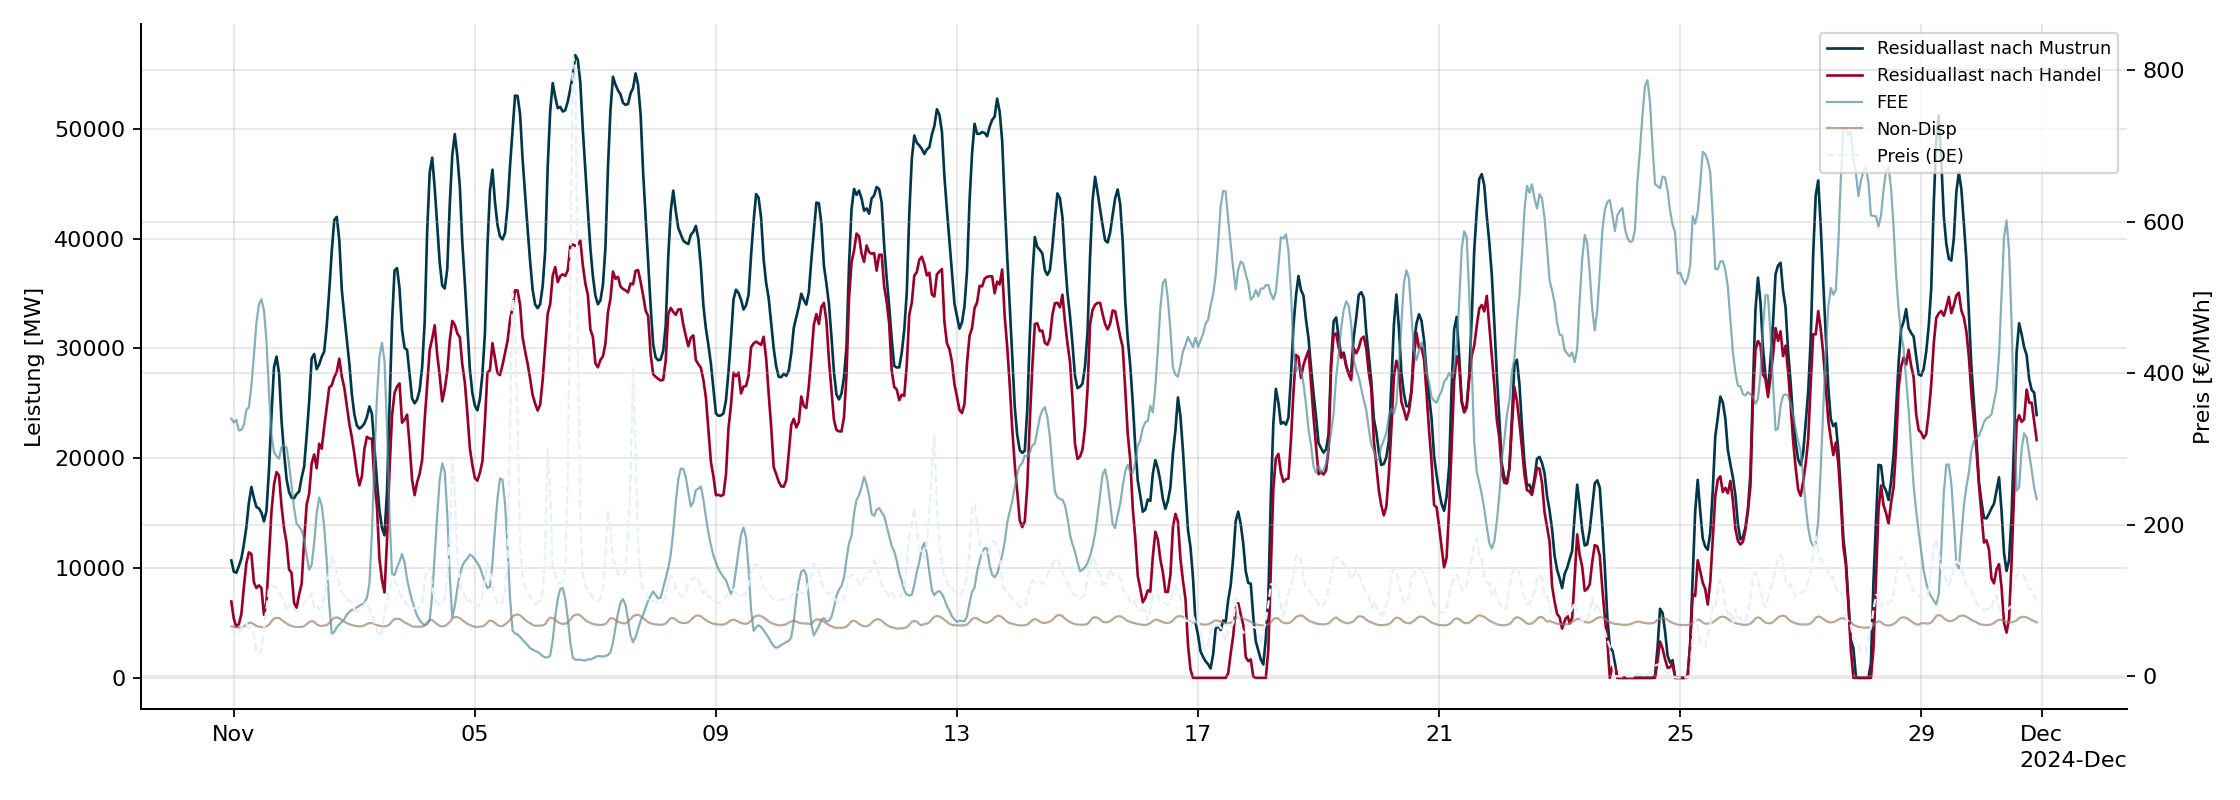 Residuallast nach Mustrun
Residuallast nach Handel
FEE
Non-Disp
Preis (DE)
Leistung [MW]
50000
40000
30000
20000
10000
0
Preis [€/MWh]
800
600
400
200
0
Nov
05
09
13
17
21
25
29
Dec
2024-Dec